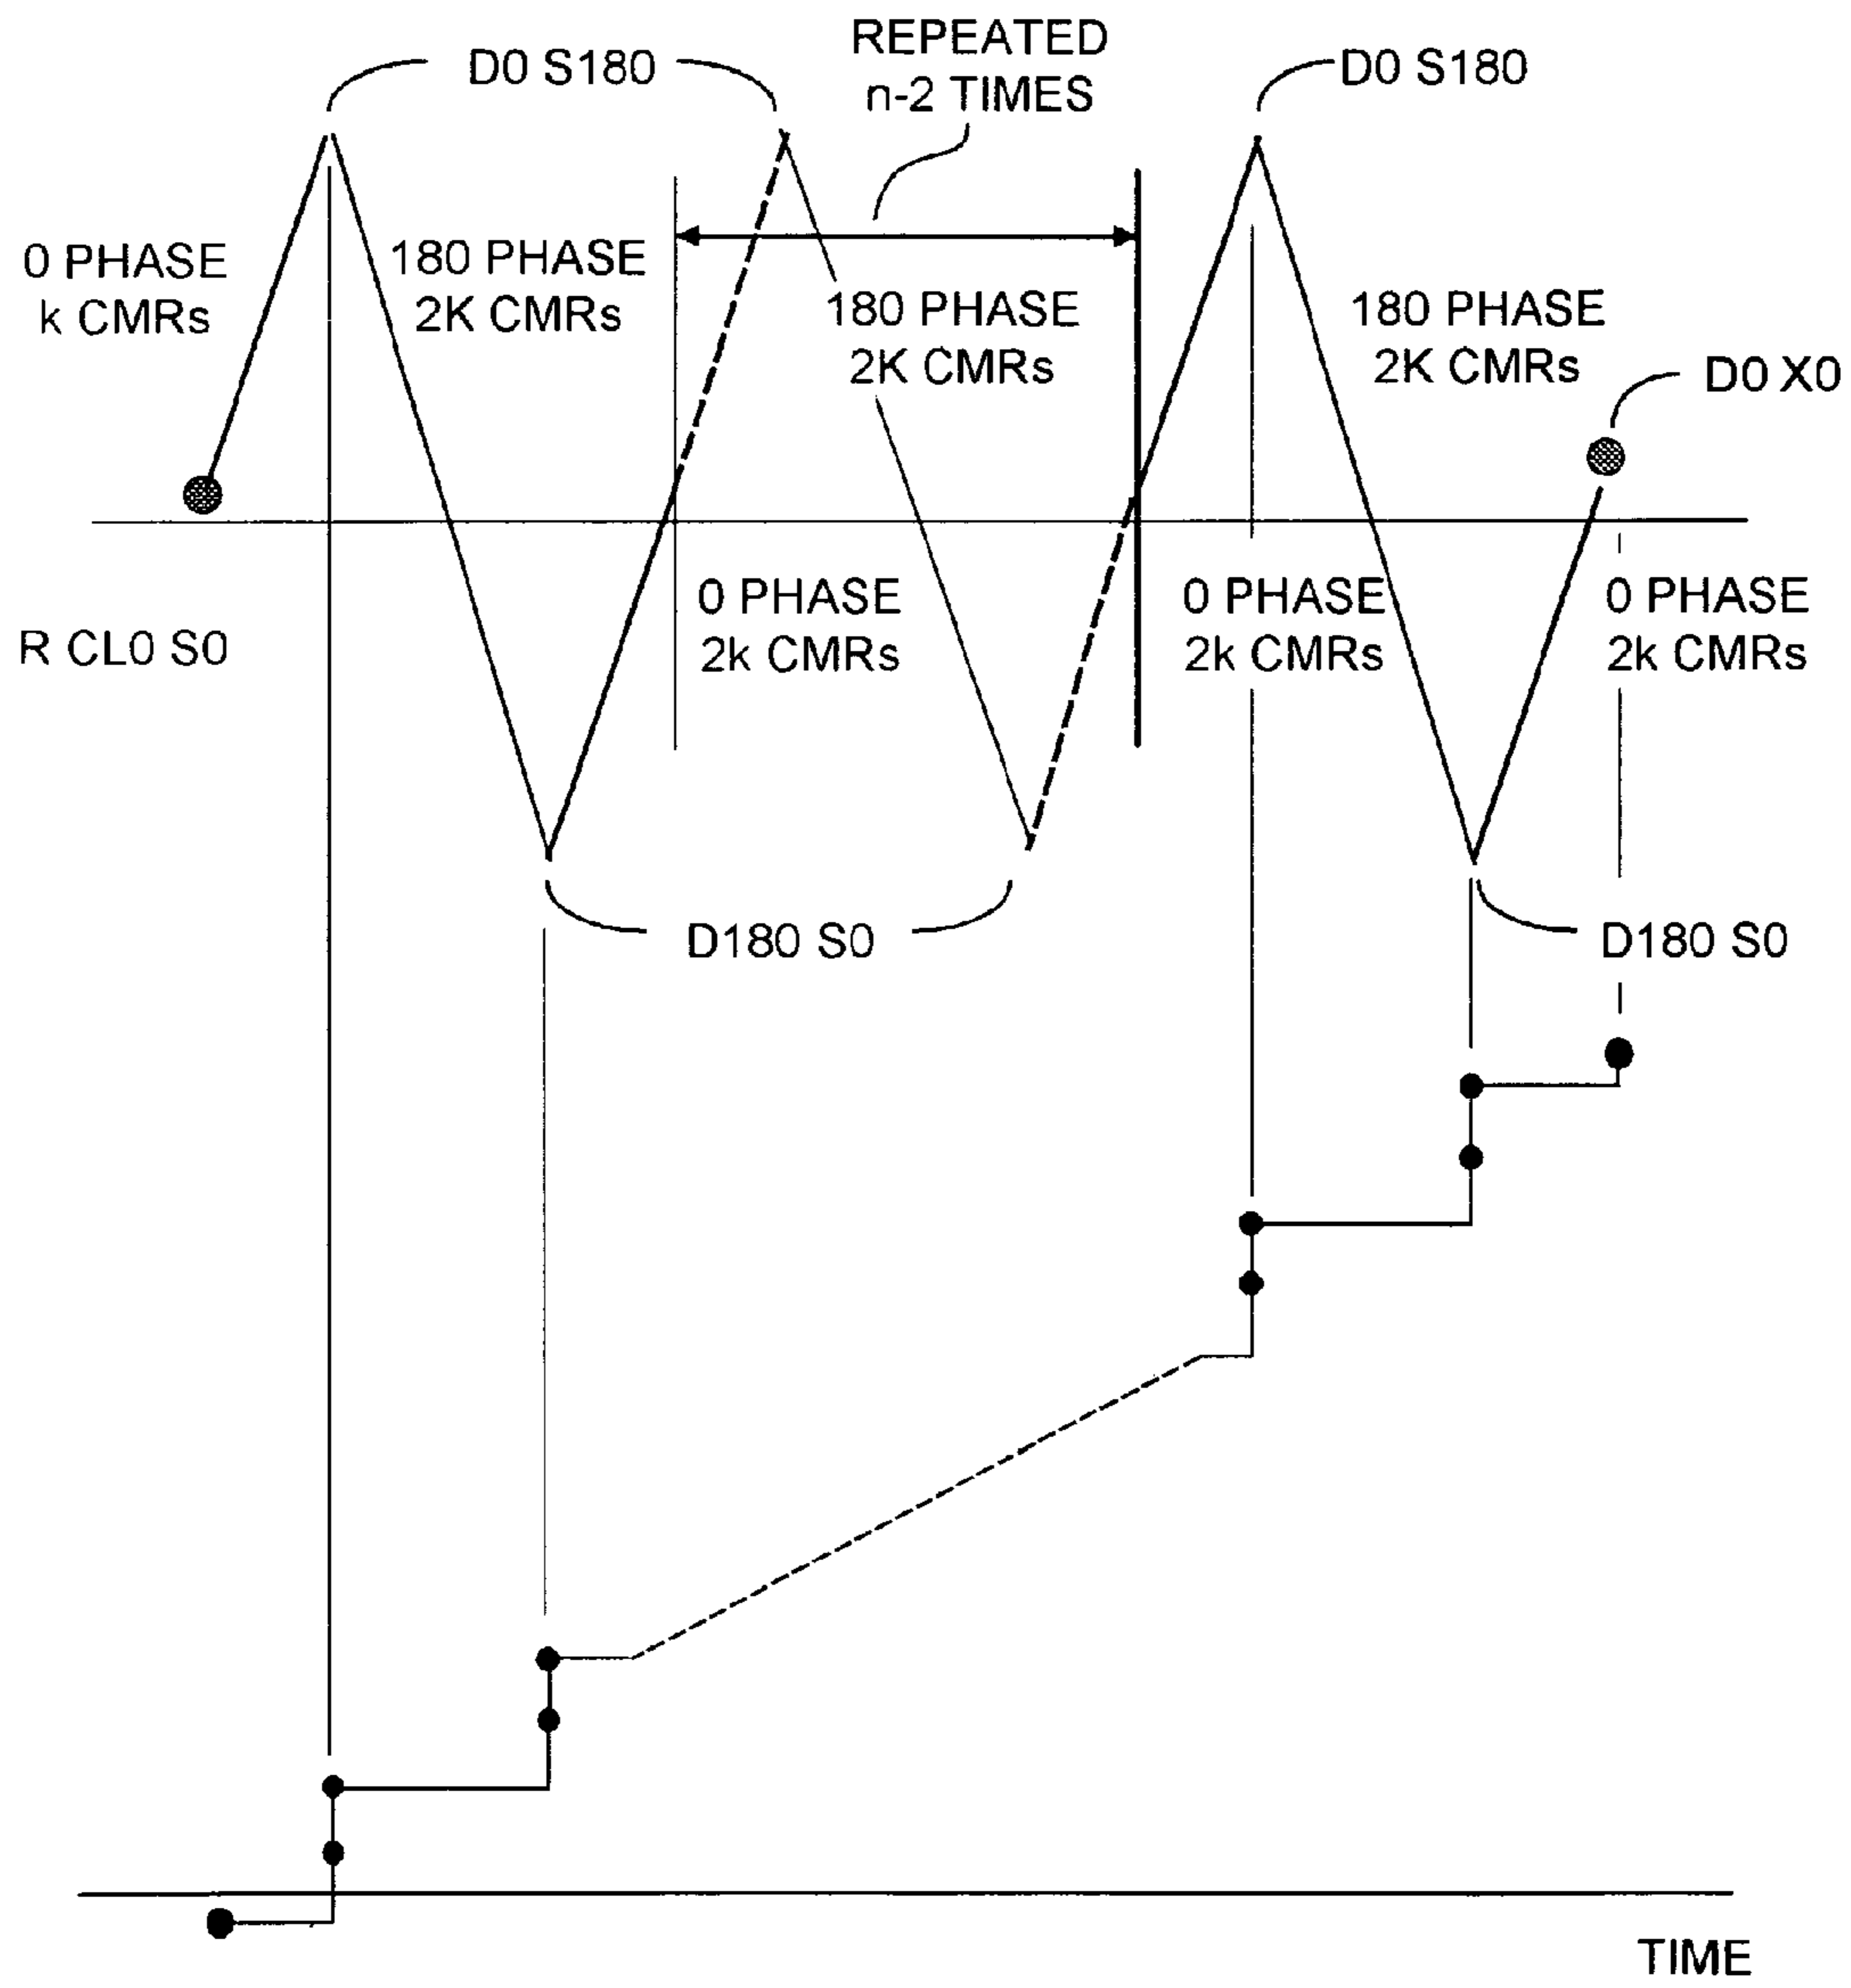 REPEATED
n-2 TIMES
D0 S180
D0 S180
0 PHASE
k CMRs
180 PHASE
2K CMRs
180 PHASE
2K CMRs
180 PHASE
2K CMRs
D0 X0
0 PHASE
2k CMRs
0 PHASE
2k CMRs
0 PHASE
2k CMRs
R CL0 S0
D180 S0
D180 S0
TIME